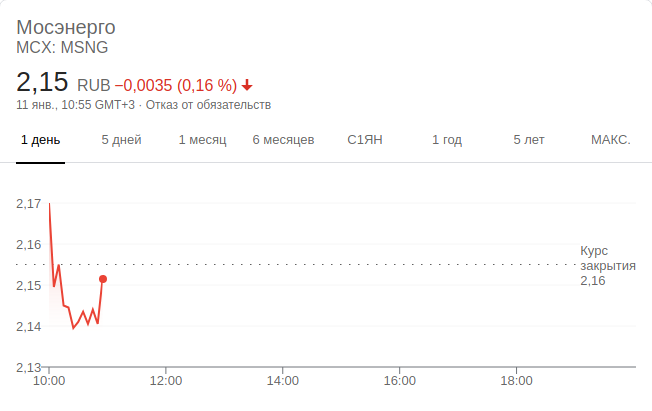 Мосэнерго
MCX: MSNG
2,15 RUB −0,0035 (0,16 %)
11 янв., 10:55 GMT+3 · Отказ от обязательств
1 день 5 дней 1 месяц 6 месяцев С1ЯН 1 год 5 лет МАКС.
2,17
2,16
2,15
2,14
2,13
Курс
закрытия
2,16
10:00 12:00 14:00 16:00 18:00